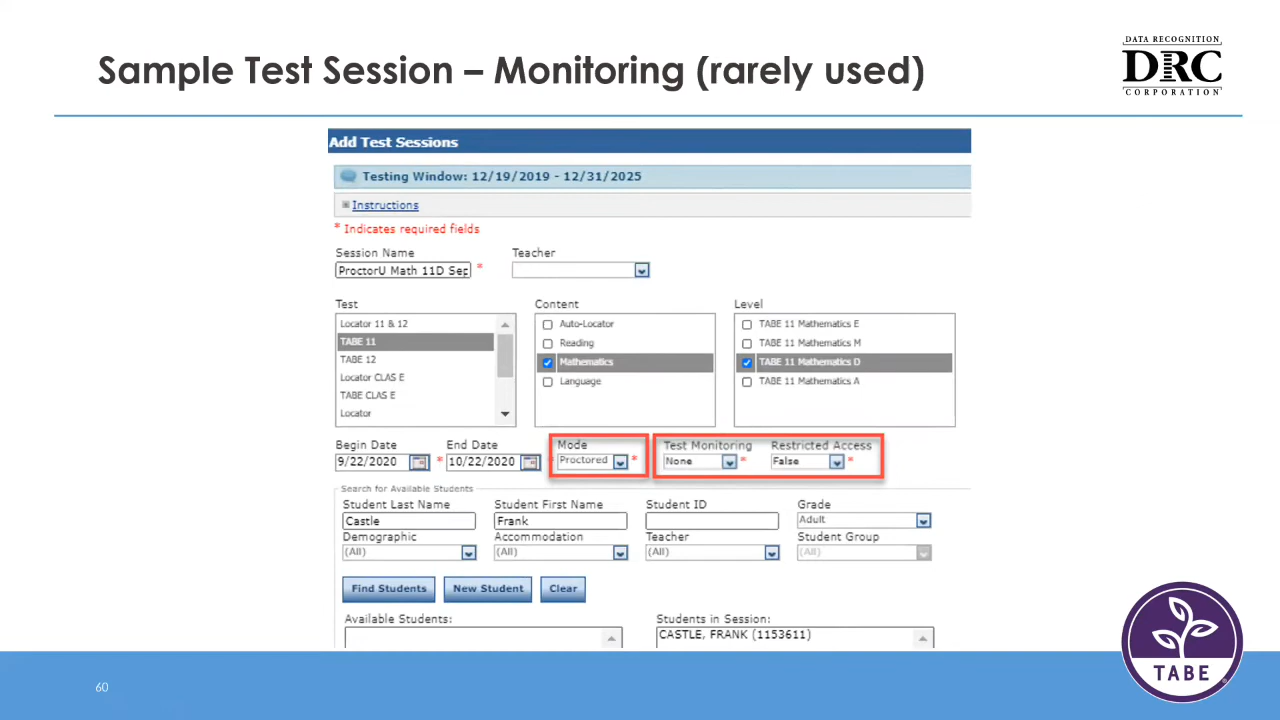 Sample Test Session – Monitoring (rarely used)
DATA RECOGNITION
DRC
CORPORATION
Add Test Sessions
Testing Window: 12/19/2019 - 12/31/2025
Instructions
* Indicates required fields
Session Name Teacher
ProctorU Math 11D Sep *
Test Content Level
Locator 11 & 12 Auto-Locator TABE 11 Mathematics E
TABE 11 Reading TABE 11 Mathematics M
TABE 12 Mathematics TABE 11 Mathematics D
Locator CLAS E Language TABE 11 Mathematics A
TABE CLAS E
Locator
Begin Date End Date Mode Test Monitoring Restricted Access
9/22/2020 * 10/22/2020 * Proctored * None * False *
Search for Available Students
Student Last Name Student First Name Student ID Grade
Castle Frank Adult
Demographic Accommodation Teacher Student Group
(All) (All) (All) (All)
Find Students New Student Clear
Available Students: Students in Session:
CASTLE, FRANK (1153611)
TABE®
60